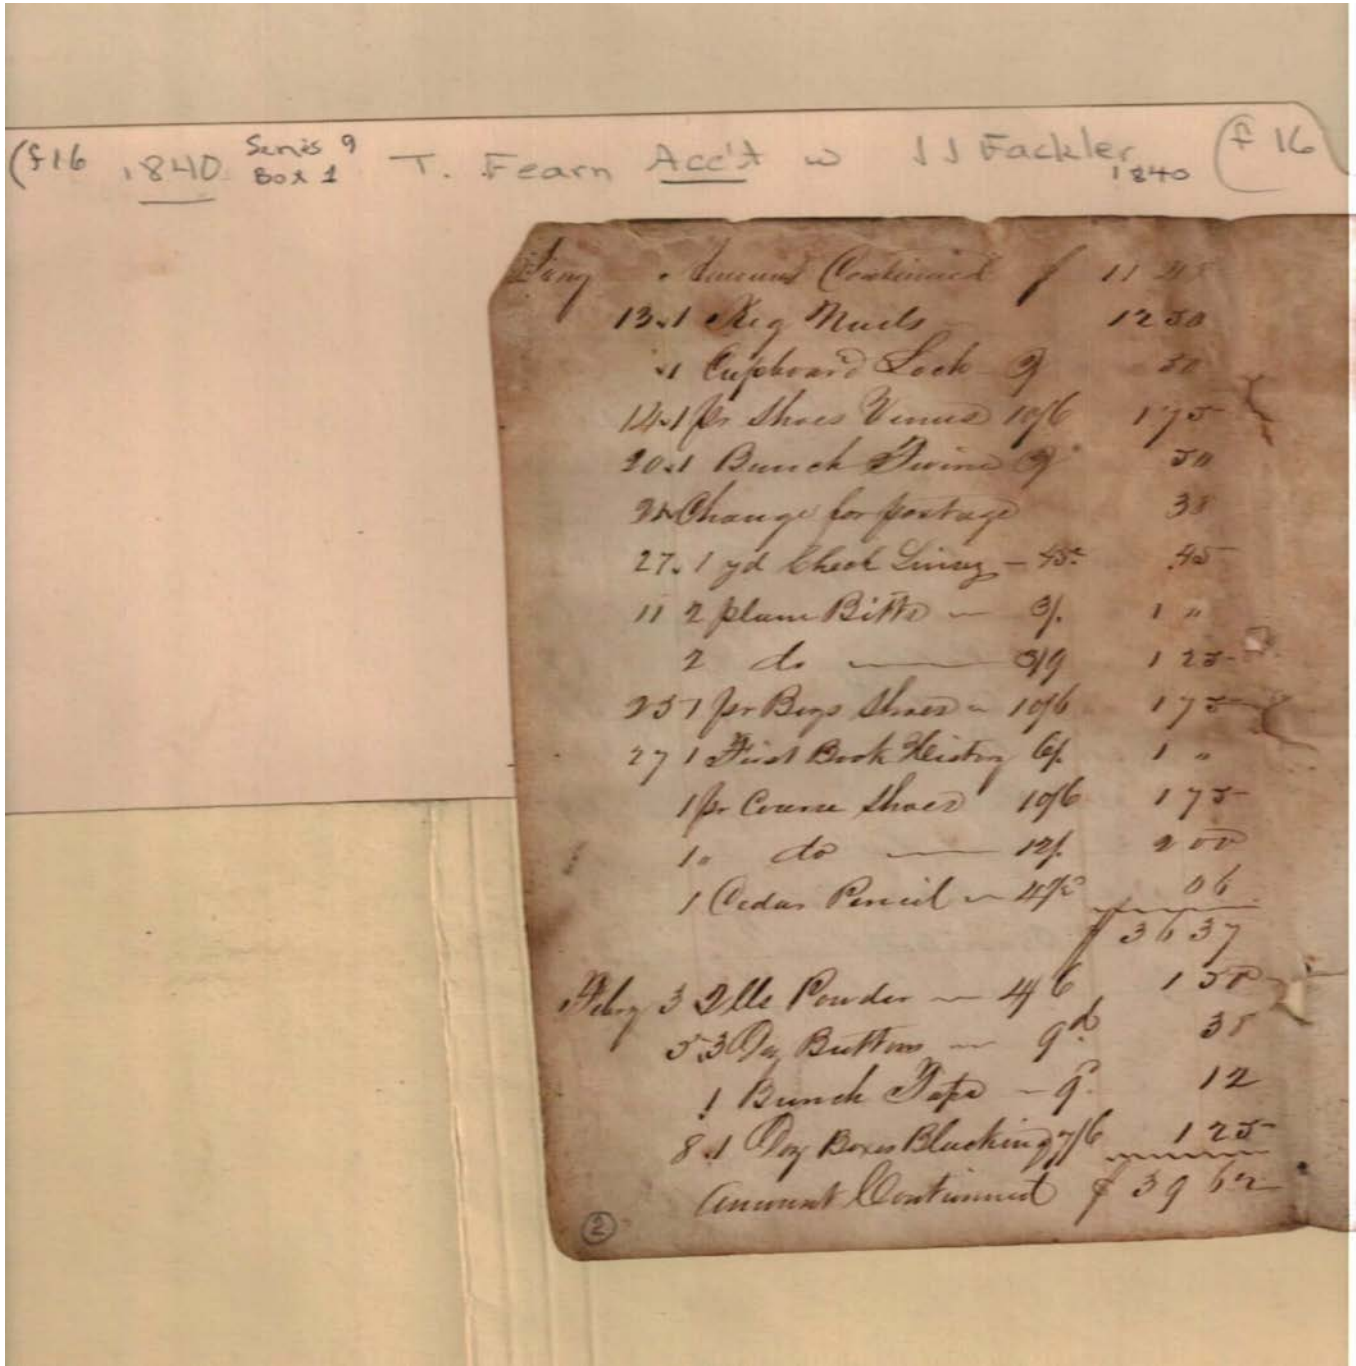 (f16 1840 Series 9 Box 1 T. Fearn Acc't w J J Fackler 1840 (f 16
Jany Amount Continued $ 11 48
13 . 1 Keg Nails 12 50
. 1 Cupboard Lock 3/ 50
14 . 1 pr Shoes Venus 10/6 1 75
20 . 1 Bunch Twine 3/ 50
Change for postage 38
27 . 1 yd Check Lining - 45c 45
11 2 plane Bitts — 3/. 1 "
2 do — 3/9 1 25
25 1 pr Boys Shoes - 10/6 1 75
27 1 First Book History 6/. 1 "
1 pr Course Shoes 10/6 1 75
1 " do — 12/. 2 00
1 Cedar Pencil - 4½d 06
$ 36 37
Feby 3 2 lbs Powder — 4/6 1 50
5 3 Doz Buttons — 9d 38
1 Bunch Tape - 9d 12
8 . 1 Doz Boxes Blacking 7/6 1 25
Amount Continued $ 39 62
2